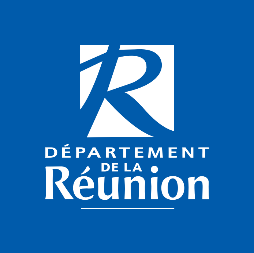 R
DÉPARTEMENT
DE LA
Réunion